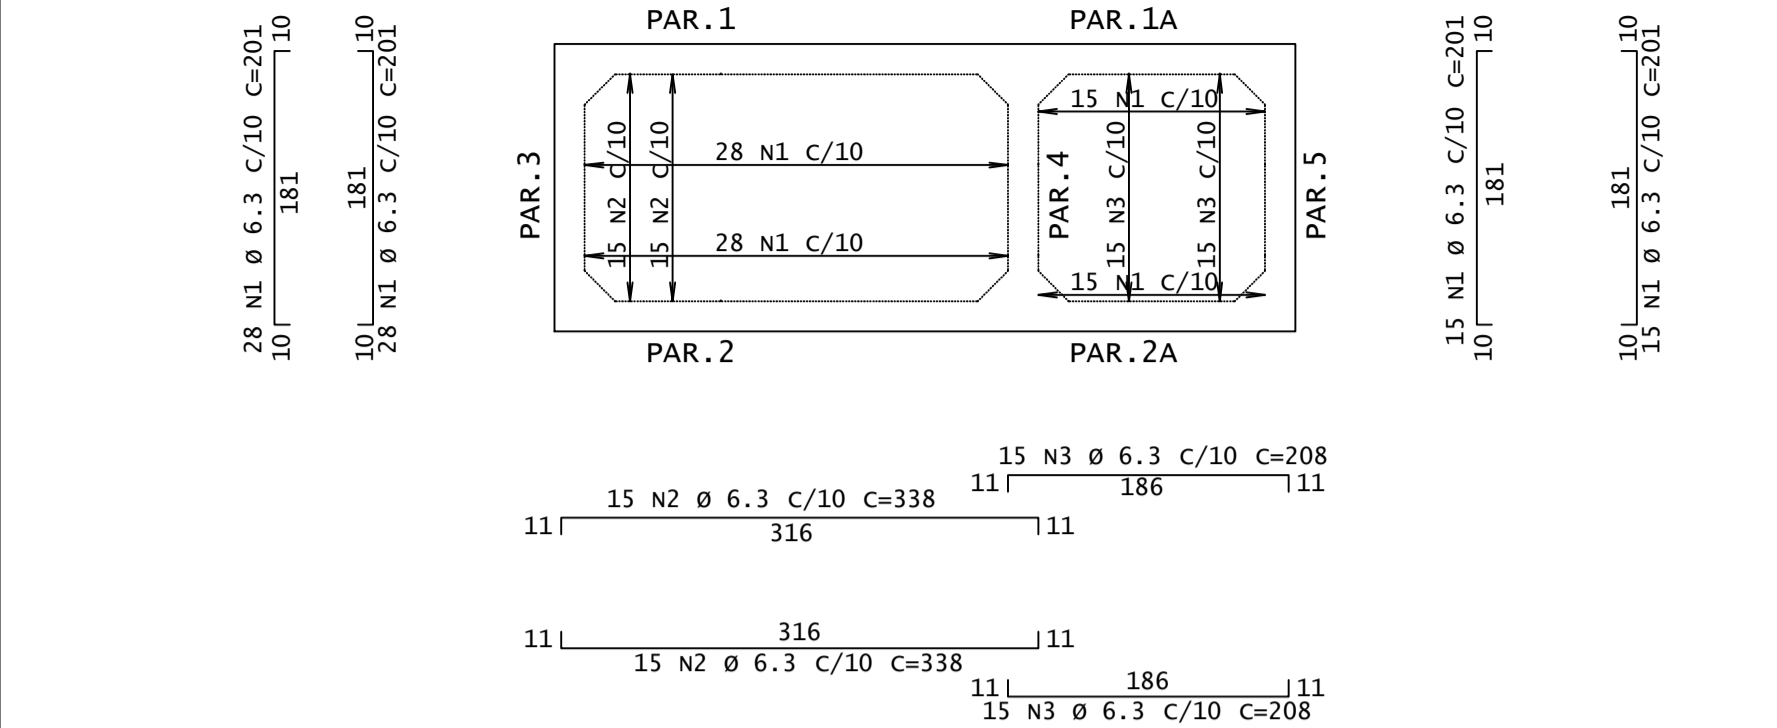 PAR.1
PAR.1A
10
28 N1 Ø 6.3 C/10 C=201
181
10
10
28 N1 Ø 6.3 C/10 C=201
181
10
PAR.3
15 N2 C/10
15 N2 C/10
28 N1 C/10
28 N1 C/10
15 N1 C/10
PAR.4
15 N3 C/10
15 N3 C/10
15 N1 C/10
PAR.5
10
15 N1 Ø 6.3 C/10 C=201
181
10
10
181
15 N1 Ø 6.3 C/10 C=201
10
PAR.2
PAR.2A
15 N3 Ø 6.3 C/10 C=208
11 186 11
15 N2 Ø 6.3 C/10 C=338
11 316 11
11 316 11
15 N2 Ø 6.3 C/10 C=338
11 186 11
15 N3 Ø 6.3 C/10 C=208